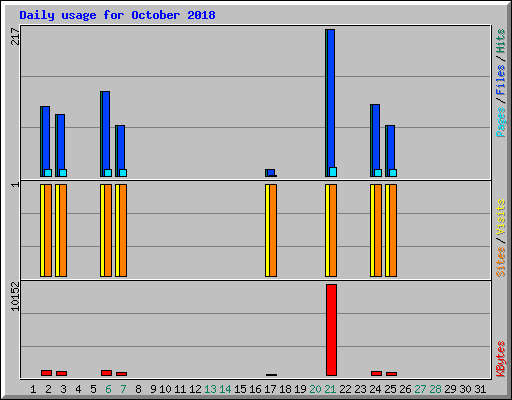 Daily usage for October 2018
217
Pages / Files / Hits
1
Sites / Visits
10152
KBytes
1 2 3 4 5 6 7 8 9 10 11 12 13 14 15 16 17 18 19 20 21 22 23 24 25 26 27 28 29 30 31